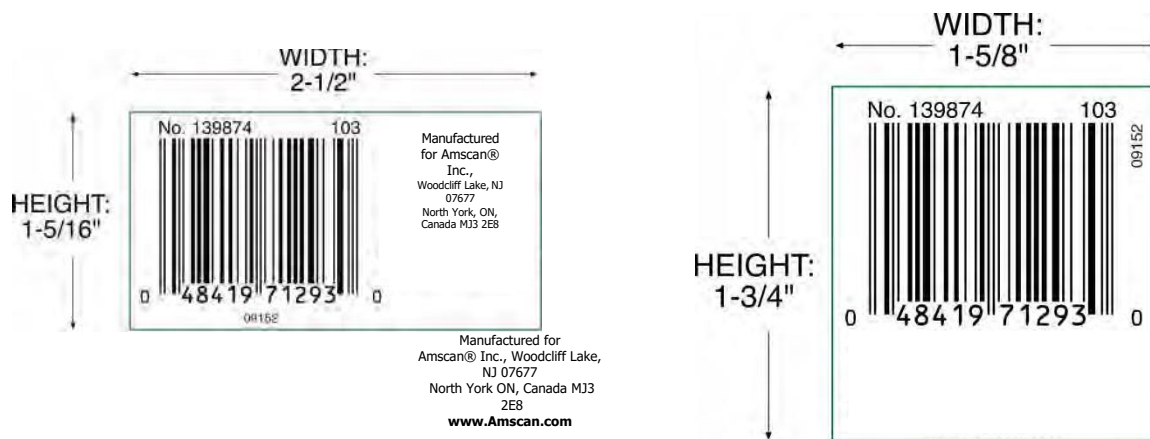 WIDTH:
2-1/2"
HEIGHT:
1-5/16"
No. 139874 103
0 48419 71293 0
09152
Manufactured
for Amscan®
Inc.,
Woodcliff Lake, NJ
07677
North York, ON,
Canada MJ3 2E8
Manufactured for
Amscan® Inc., Woodcliff Lake,
NJ 07677
North York ON, Canada MJ3
2E8
www.Amscan.com
WIDTH:
1-5/8"
HEIGHT:
1-3/4"
No. 139874 103
09152
0 48419 71293 0